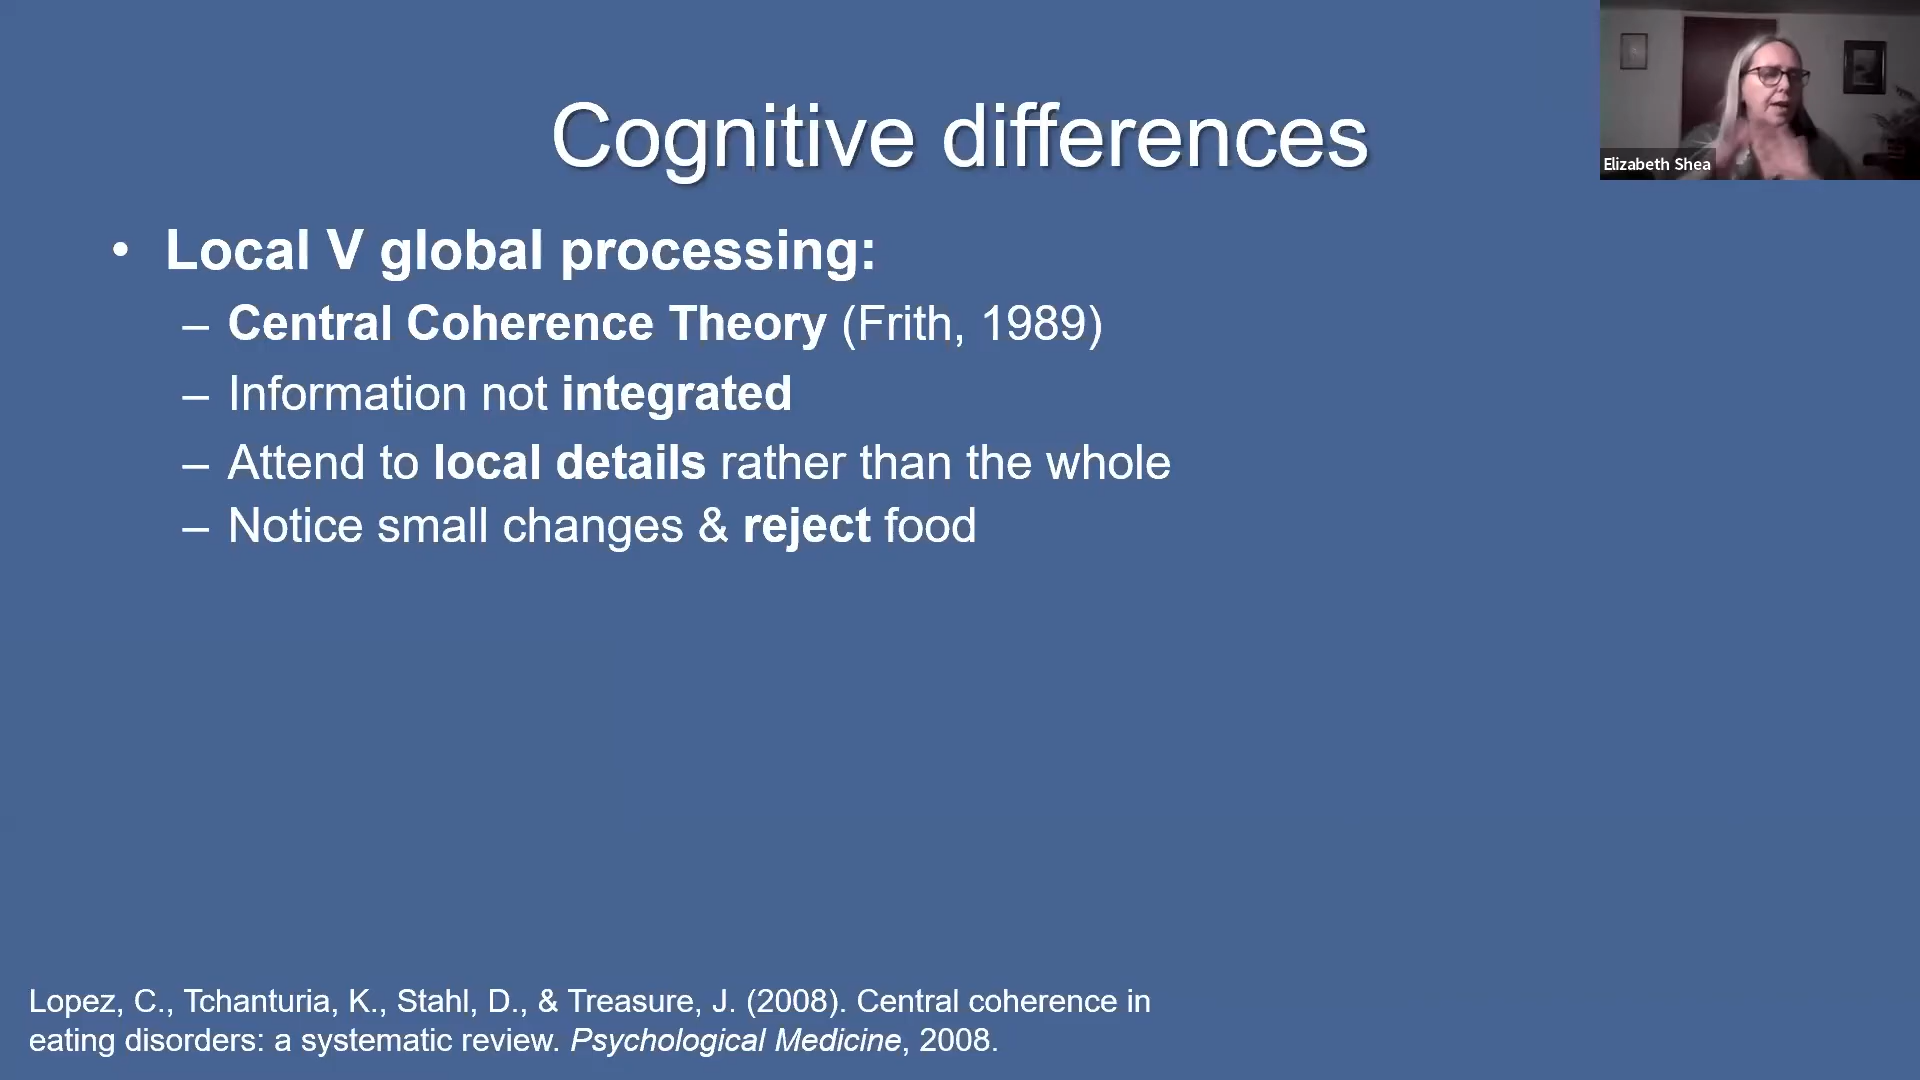 Cognitive differences
Elizabeth Shea
• Local V global processing:
– Central Coherence Theory (Frith, 1989)
– Information not integrated
– Attend to local details rather than the whole
– Notice small changes & reject food
Lopez, C., Tchanturia, K., Stahl, D., & Treasure, J. (2008). Central coherence in
eating disorders: a systematic review. Psychological Medicine, 2008.